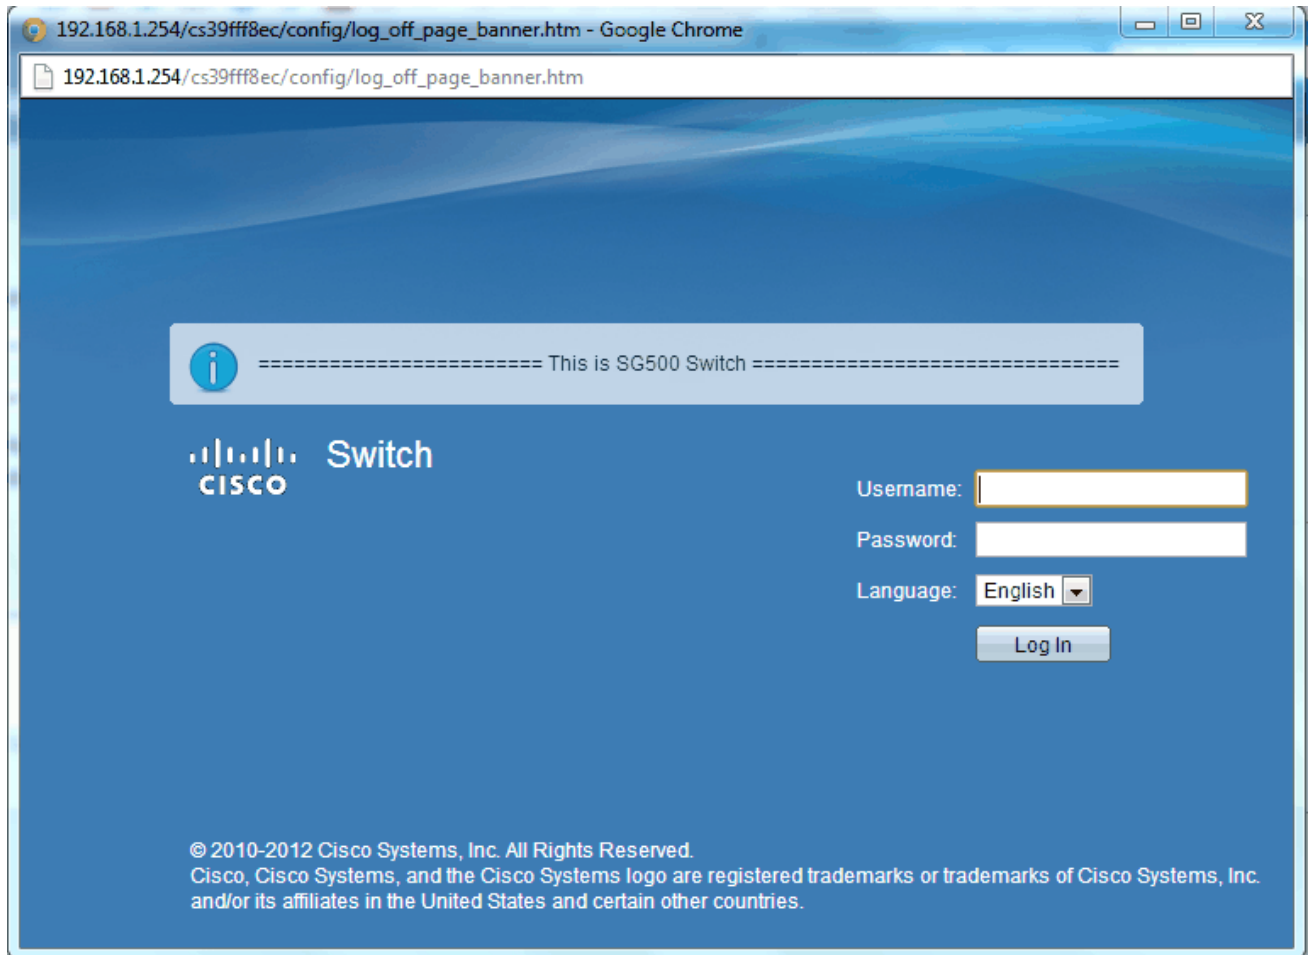 192.168.1.254/cs39fff8ec/config/log_off_page_banner.htm - Google Chrome
192.168.1.254/cs39fff8ec/config/log_off_page_banner.htm
======================== This is SG500 Switch ===============================
CISCO
Switch
Username:
Password:
Language: English
Log In
© 2010-2012 Cisco Systems, Inc. All Rights Reserved.
Cisco, Cisco Systems, and the Cisco Systems logo are registered trademarks or trademarks of Cisco Systems, Inc.
and/or its affiliates in the United States and certain other countries.